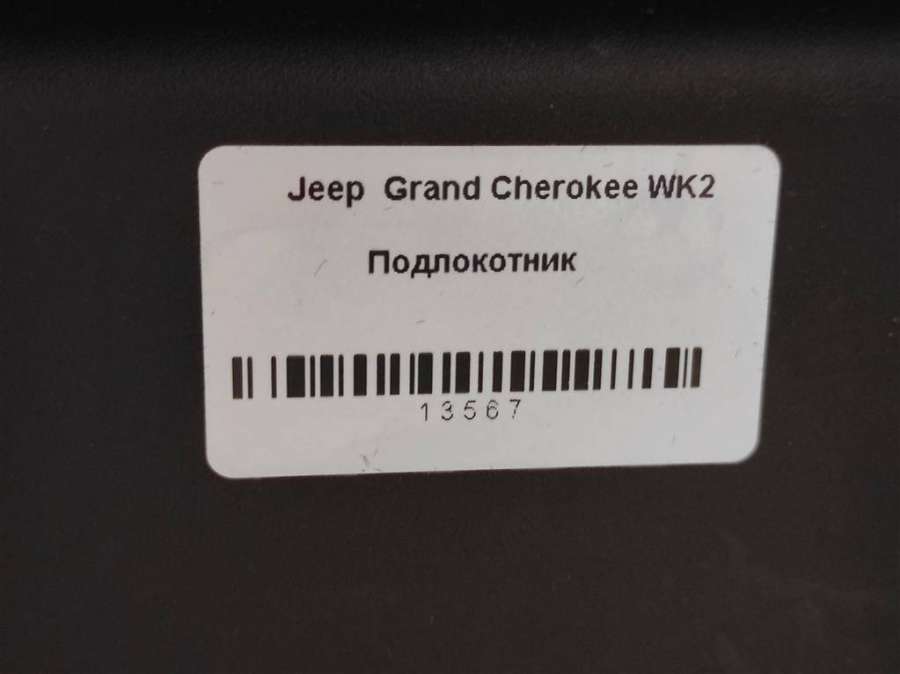 Jeep Grand Cherokee WK2
Подлокотник
13567